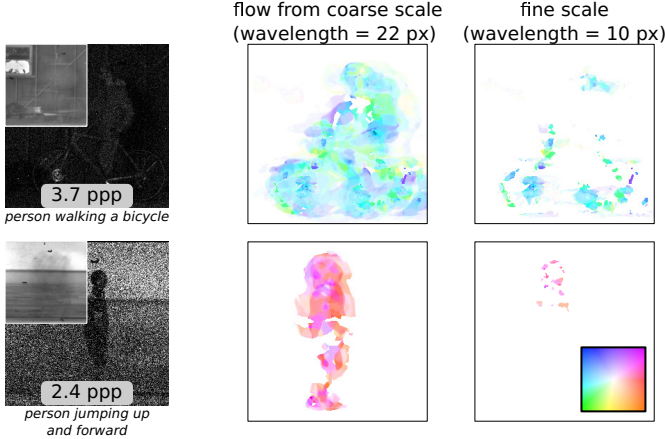 flow from coarse scale
(wavelength = 22 px)
fine scale
(wavelength = 10 px)
3.7 ppp
person walking a bicycle
2.4 ppp
person jumping up
and forward